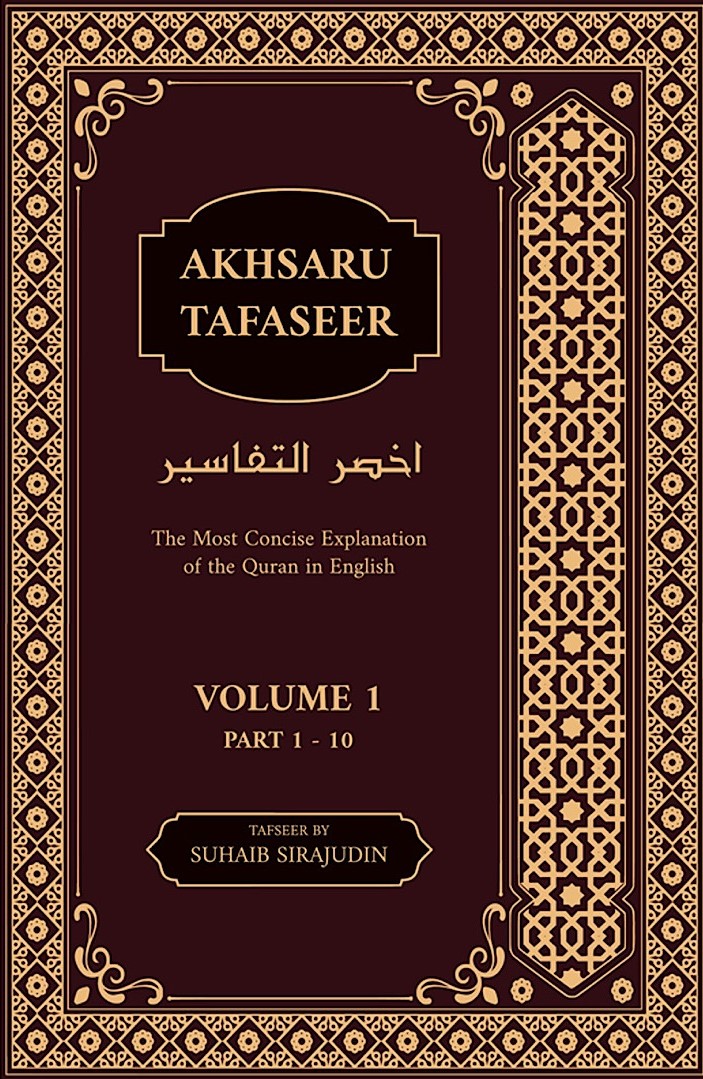 AKHSARU
TAFASEER
اخصر التفاسير
The Most Concise Explanation
of the Quran in English
VOLUME 1
PART 1 - 10
TAFSEER BY
SUHAIB SIRAJUDIN